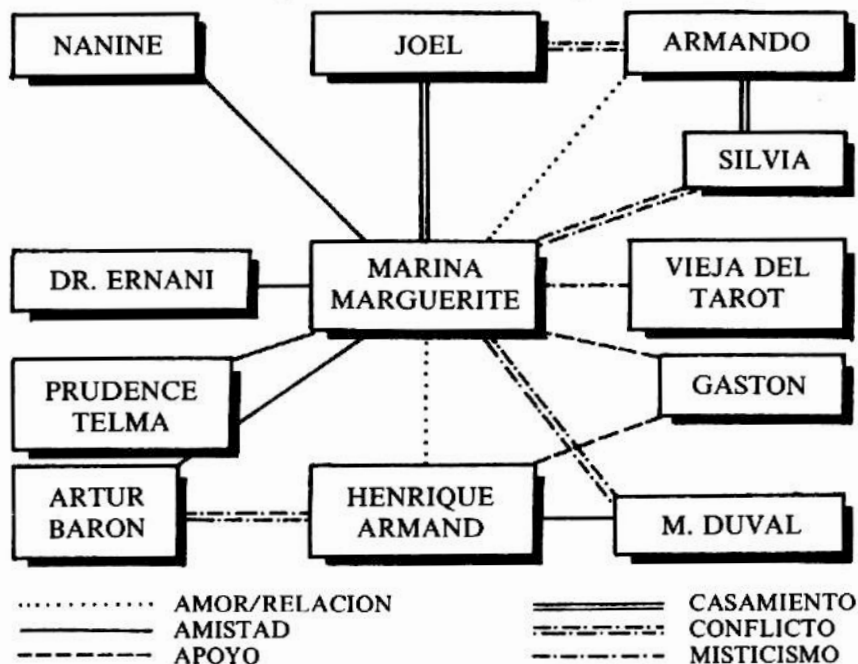 NANINE
JOEL
ARMANDO
SILVIA
DR. ERNANI
MARINA
MARGUERITE
VIEJA DEL
TAROT
PRUDENCE
TELMA
GASTON
ARTUR
BARON
HENRIQUE
ARMAND
M. DUVAL
AMOR/RELACION
CASAMIENTO
AMISTAD
CONFLICTO
APOYO
MISTICISMO